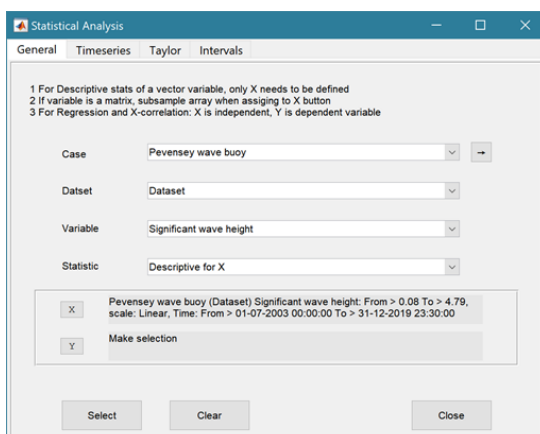 Statistical Analysis
General Timeseries Taylor Intervals
1 For Descriptive stats of a vector variable, only X needs to be defined
2 If variable is a matrix, subsample array when assiging to X button
3 For Regression and X-correlation: X is independent, Y is dependent variable
Case Pevensey wave buoy →
Datset Dataset
Variable Significant wave height
Statistic Descriptive for X
X Pevensey wave buoy (Dataset) Significant wave height: From > 0.08 To > 4.79,
scale: Linear, Time: From > 01-07-2003 00:00:00 To > 31-12-2019 23:30:00
Y Make selection
Select Clear Close